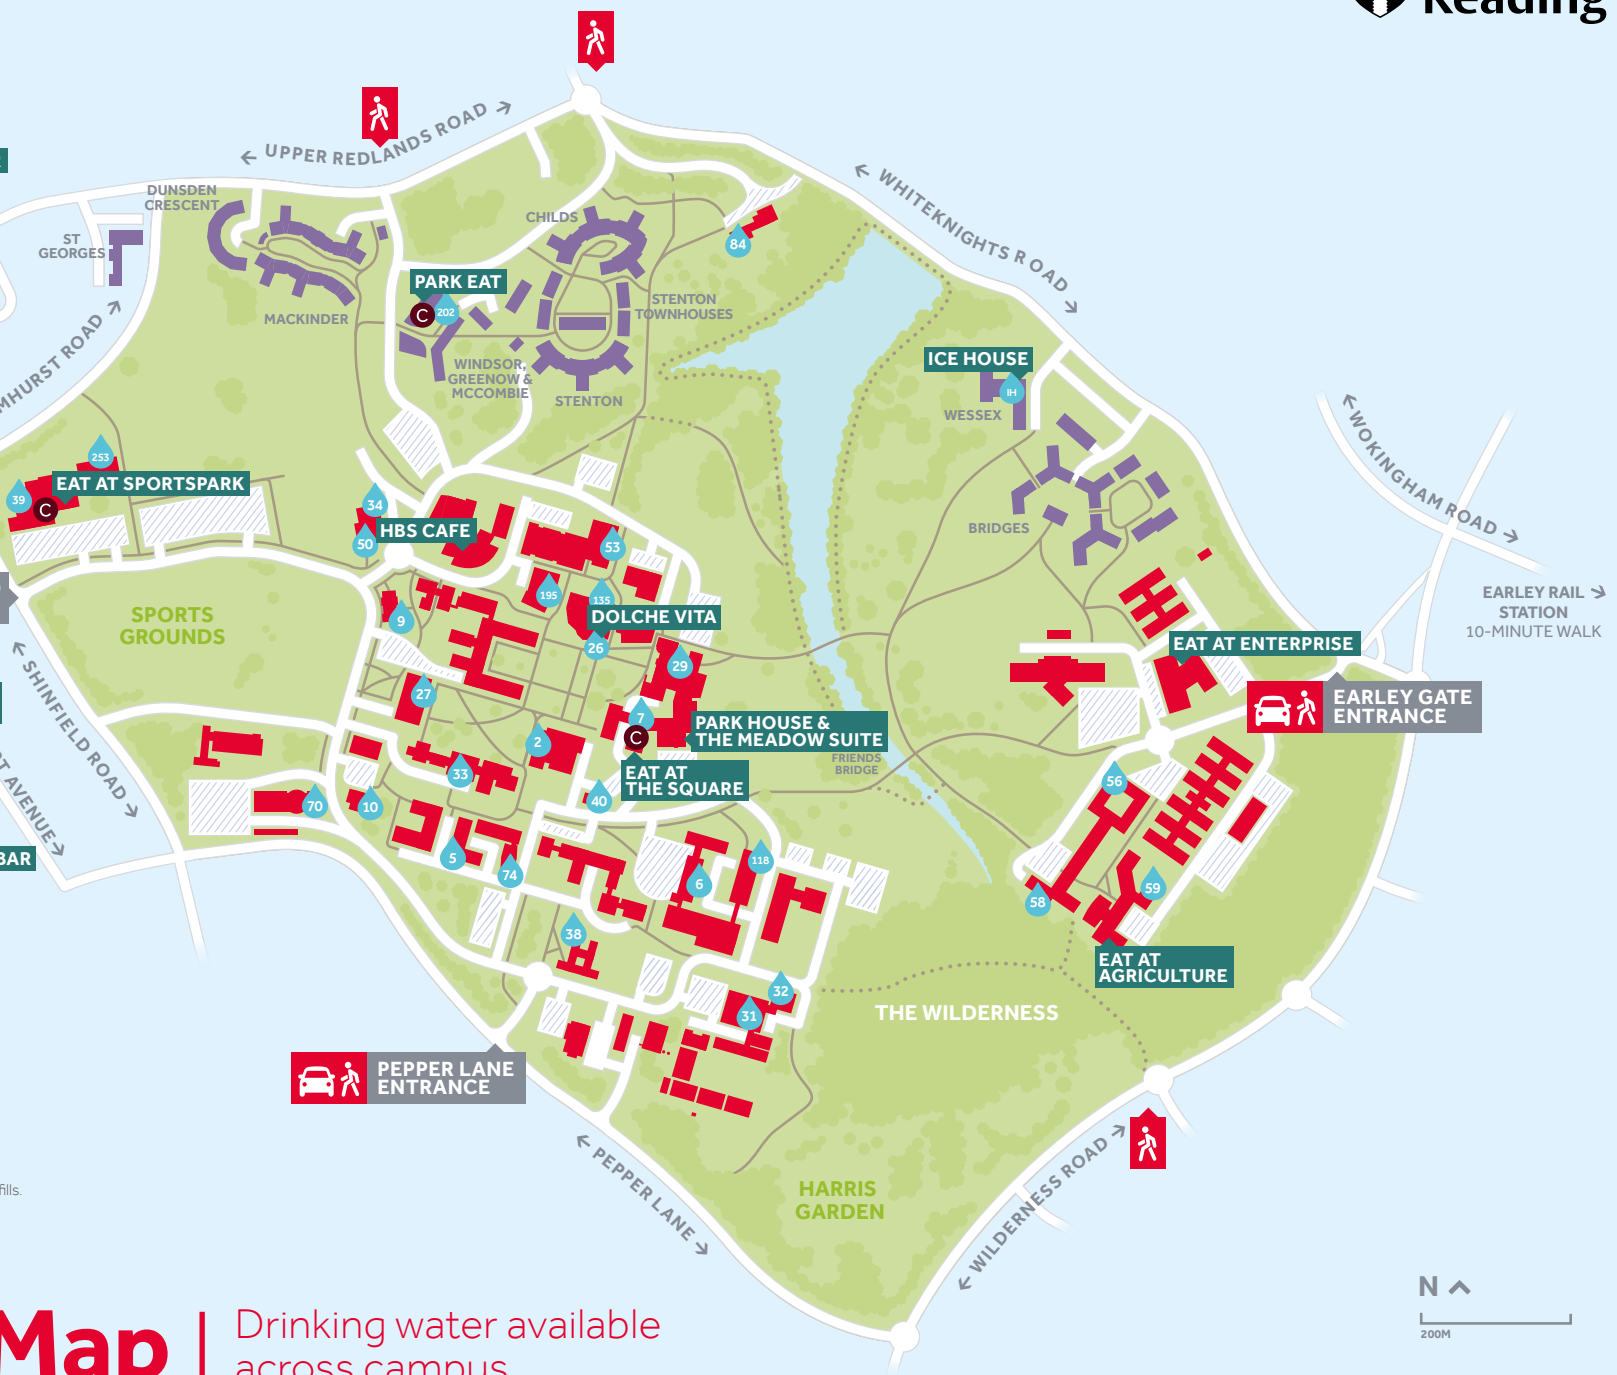 Reading
UPPER REDLANDS ROAD
DUNSDEN
CRESCENT
ST
GEORGES
CHILDS
84
WHITEKNIGHTS ROAD
PARK EAT
C
202
MACKINDER
STENTON
TOWNHOUSES
WINDSOR,
GREENOW &
MCCOMBIE
STENTON
ICE HOUSE
IH
WESSEX
MHURST ROAD
WOKINGHAM ROAD
253
EAT AT SPORTSPARK
39
C
34
HBS CAFE
50
53
BRIDGES
195
135
DOLCHE VITA
26
9
29
SPORTS
GROUNDS
EARLEY RAIL
STATION
10-MINUTE WALK
EAT AT ENTERPRISE
EARLEY GATE
ENTRANCE
SHINFIELD ROAD
27
7
C
PARK HOUSE &
THE MEADOW SUITE
2
FRIENDS
BRIDGE
33
EAT AT
THE SQUARE
40
56
70
10
T AVENUE
BAR
5
74
6
118
59
58
38
EAT AT
AGRICULTURE
32
31
THE WILDERNESS
PEPPER LANE
ENTRANCE
PEPPER LANE
WILDERNESS ROAD
fills.
HARRIS
GARDEN
N
200M
Map
Drinking water available
across campus